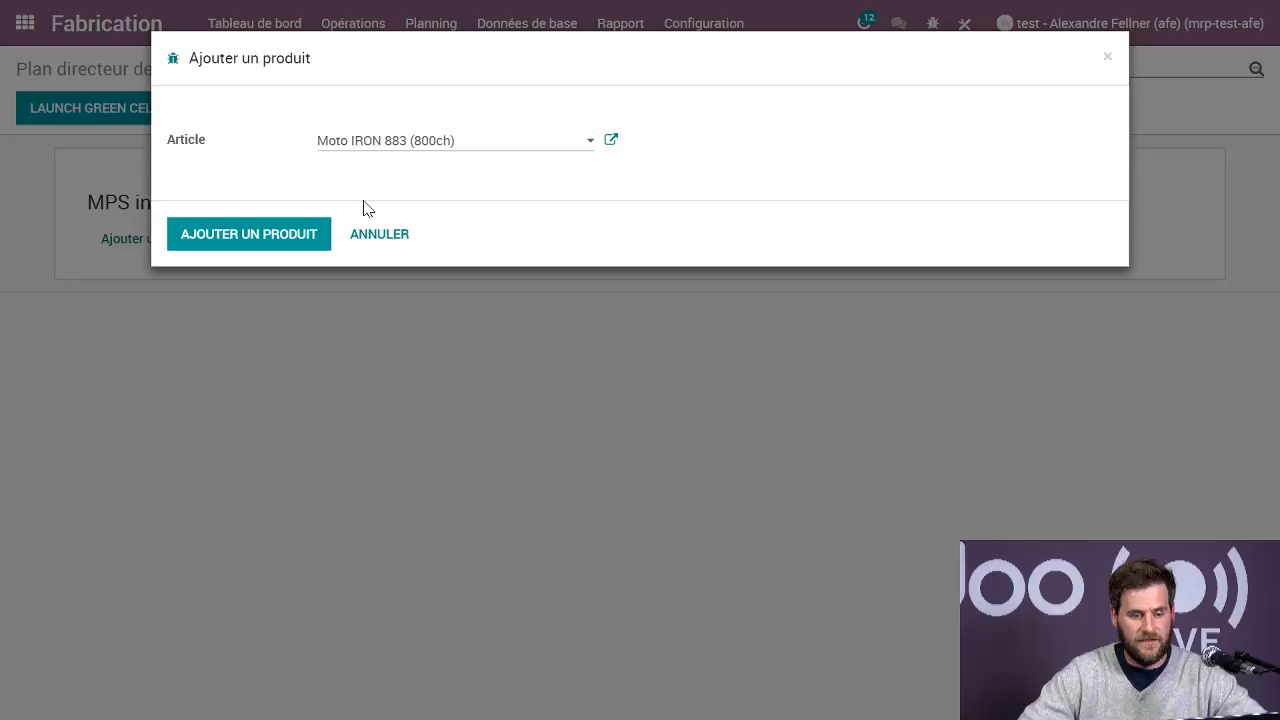 Fabrication
Tableau de bord Opérations Planning Données de base Rapport Configuration
12
test - Alexandre Fellner (afe) (mrp-test-afe)
Ajouter un produit
×
Plan directeur de
LAUNCH GREEN CEL
Article
Moto IRON 883 (800ch)
MPS in
Ajouter u
AJOUTER UN PRODUIT
ANNULER
doo
VE